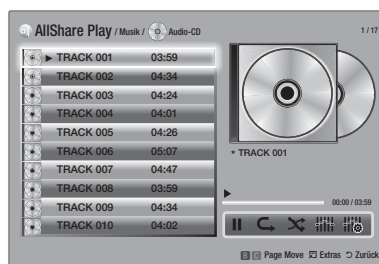 AllShare Play / Musik / Audio-CD 1 / 17
TRACK 001 03:59
TRACK 002 04:34
TRACK 003 04:24
TRACK 004 04:01
TRACK 005 04:26
TRACK 006 05:07
TRACK 007 04:47
TRACK 008 03:59
TRACK 009 04:34
TRACK 010 04:02
* TRACK 001
00:00 / 03:59
B C Page Move Extras Zurück